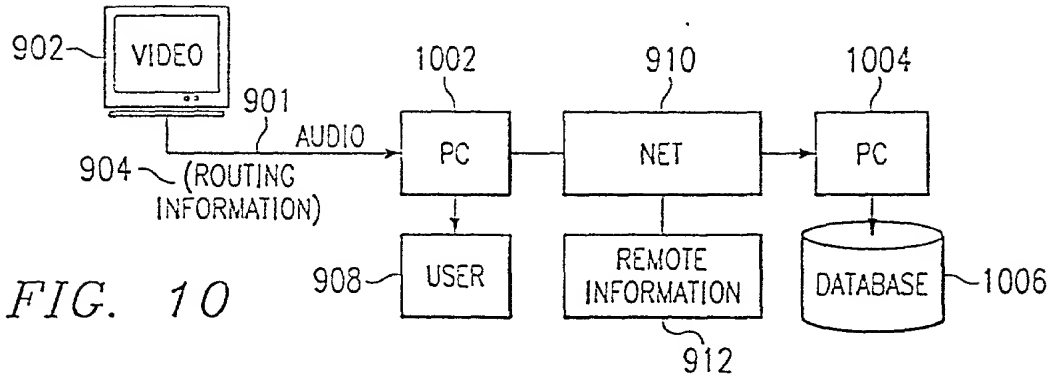 902
VIDEO
901
AUDIO
904
(ROUTING
INFORMATION)
1002
PC
910
NET
1004
PC
908
USER
REMOTE
INFORMATION
912
DATABASE
1006
FIG. 10